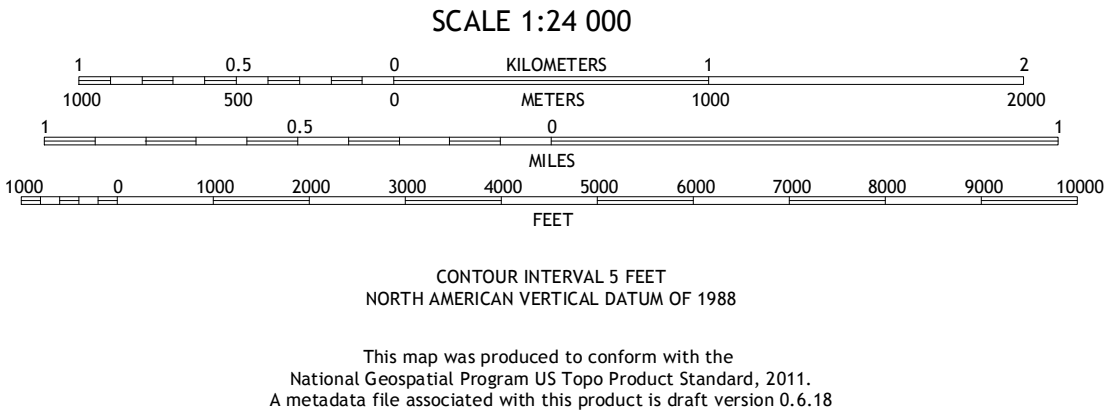 SCALE 1:24 000
1 0.5 0 KILOMETERS 1 2
1000 500 0 METERS 1000 2000
1 0.5 0 1
MILES
1000 0 1000 2000 3000 4000 5000 6000 7000 8000 9000 10000
FEET
CONTOUR INTERVAL 5 FEET
NORTH AMERICAN VERTICAL DATUM OF 1988
This map was produced to conform with the
National Geospatial Program US Topo Product Standard, 2011.
A metadata file associated with this product is draft version 0.6.18